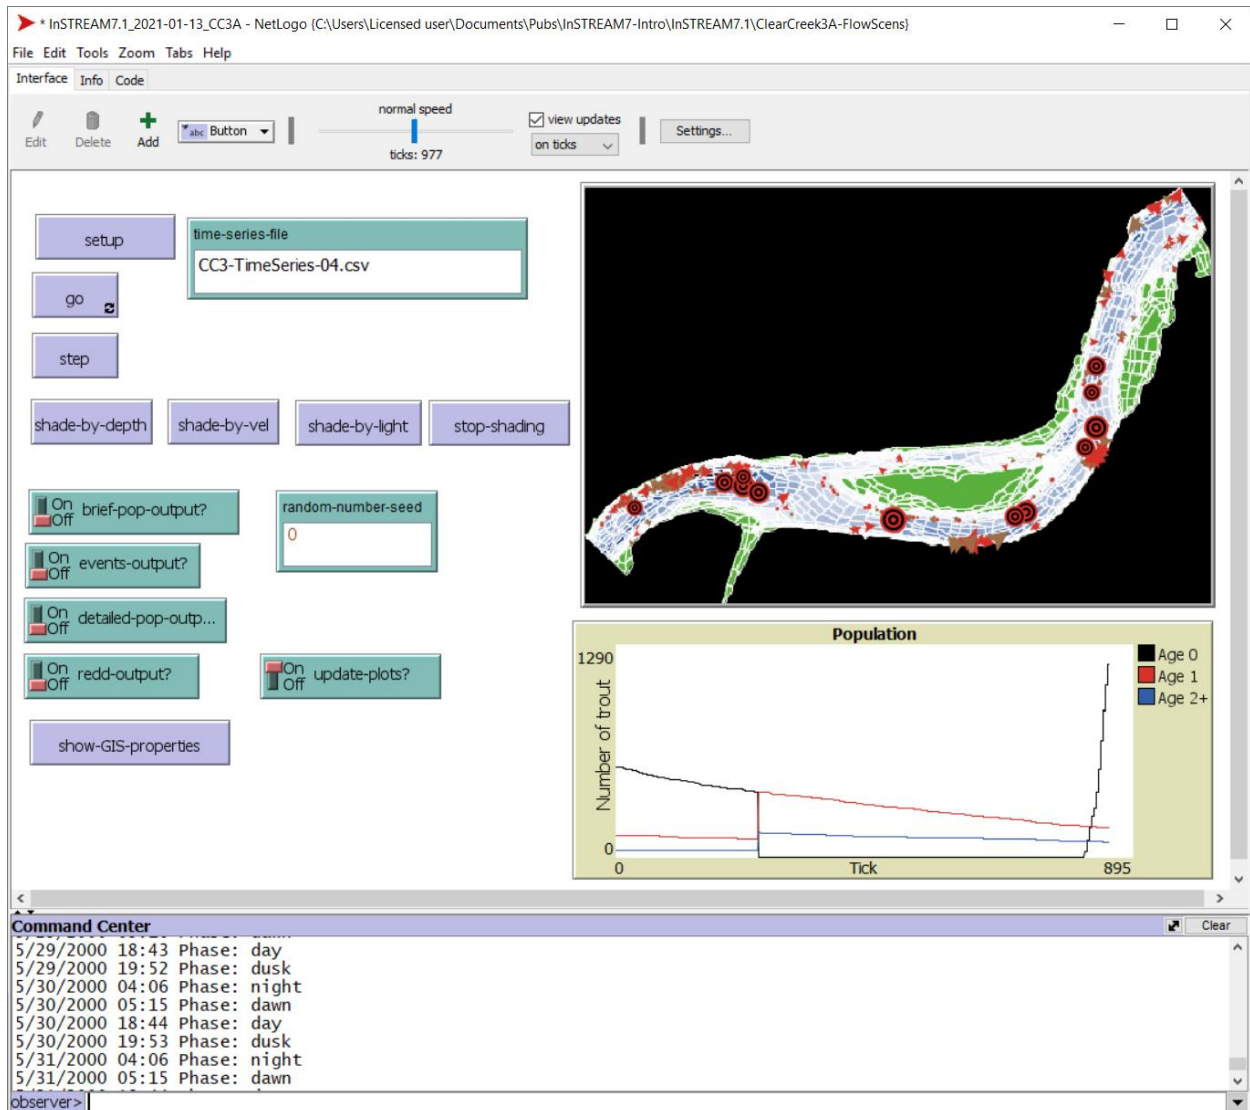 * InSTREAM7.1_2021-01-13_CC3A - NetLogo {C:\Users\Licensed user\Documents\Pubs\InSTREAM7-Intro\InSTREAM7.1\ClearCreek3A-FlowScens}
File Edit Tools Zoom Tabs Help
Interface Info Code
normal speed
view updates
Edit Delete Add
abc Button
on ticks
Settings...
ticks: 977
setup
time-series-file
CC3-TimeSeries-04.csv
go
step
shade-by-depth shade-by-vel shade-by-light stop-shading
On Off brief-pop-output?
random-number-seed
0
On Off events-output?
On Off detailed-pop-outp...
On Off redd-output?
On Off update-plots?
show-GIS-properties
Population
1290
Number of trout
0
0 Tick 895
Age 0
Age 1
Age 2+
Command Center
Clear
5/29/2000 18:43 Phase: day
5/29/2000 19:52 Phase: dusk
5/30/2000 04:06 Phase: night
5/30/2000 05:15 Phase: dawn
5/30/2000 18:44 Phase: day
5/30/2000 19:53 Phase: dusk
5/31/2000 04:06 Phase: night
5/31/2000 05:15 Phase: dawn
observer>